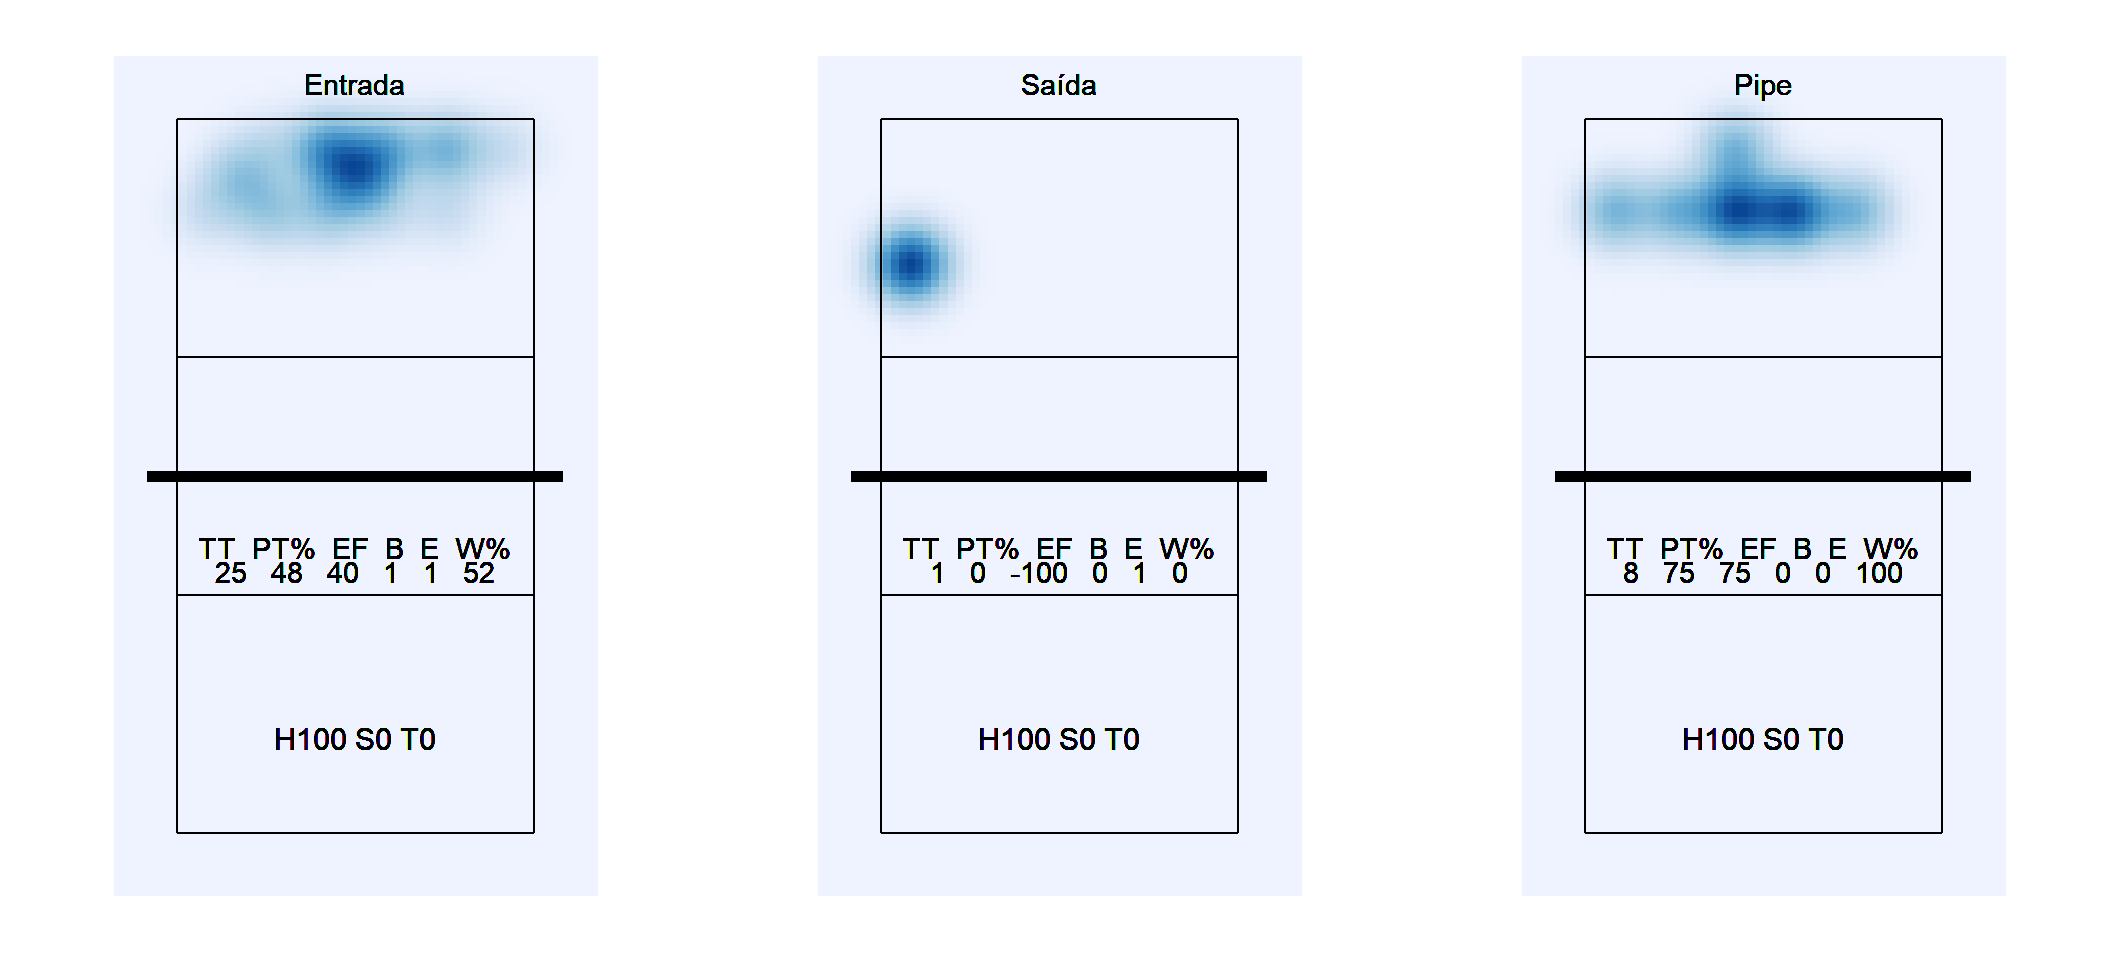 Entrada
TT PT% EF B E W%
25 48 40 1 1 52
H100 S0 T0
Saída
TT PT% EF B E W%
1 0 -100 0 1 0
H100 S0 T0
Pipe
TT PT% EF B E W%
8 75 75 0 0 100
H100 S0 T0